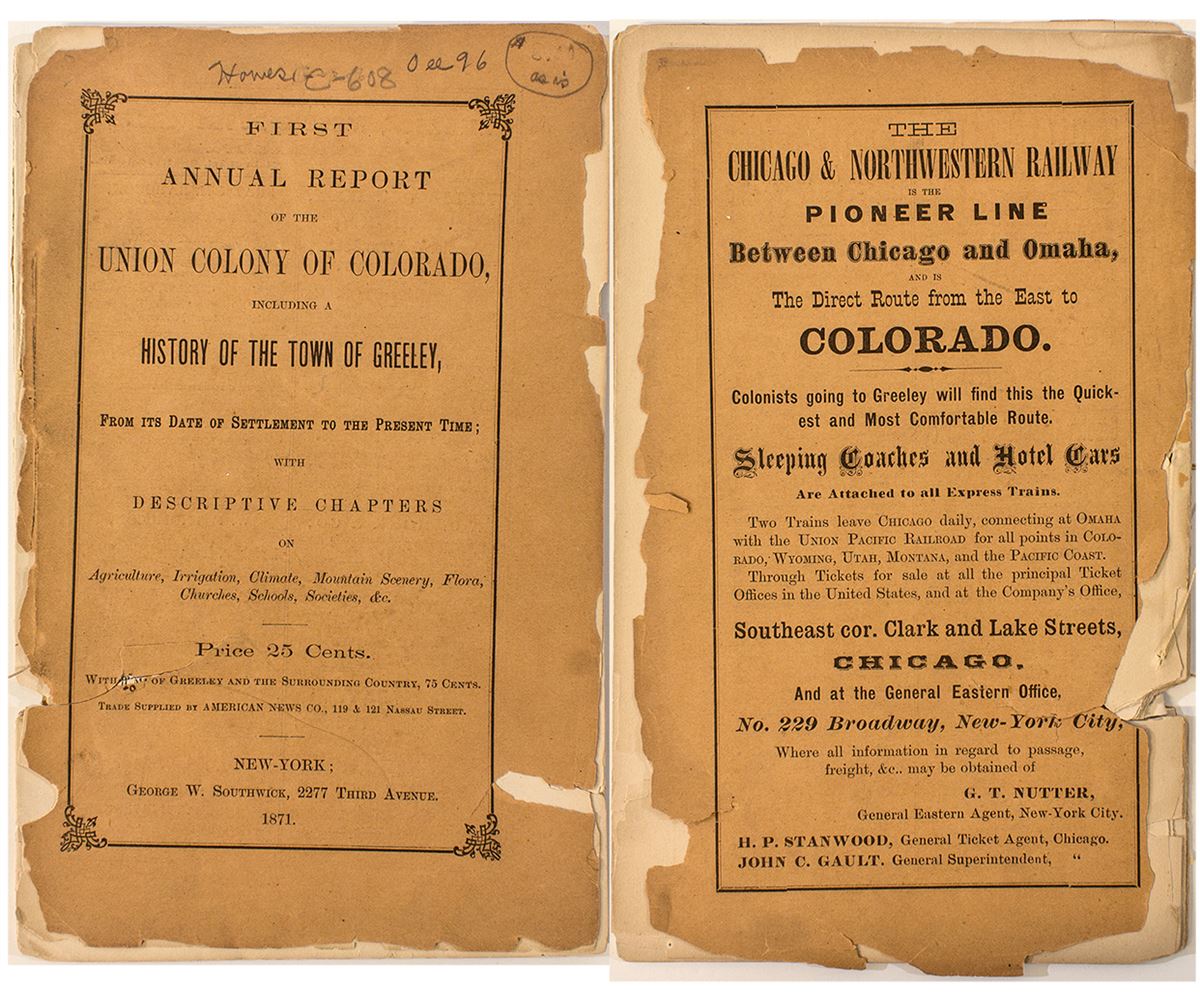 Dec 96
as is
FIRST
ANNUAL REPORT
OF THE
UNION COLONY OF COLORADO,
INCLUDING A
HISTORY OF THE TOWN OF GREELEY,
FROM ITS DATE OF SETTLEMENT TO THE PRESENT TIME;
WITH
DESCRIPTIVE CHAPTERS
ON
Agriculture, Irrigation, Climate, Mountain Scenery, Flora,
Churches, Schools, Societies, &c.
Price 25 Cents.
WITH OF GREELEY AND THE SURROUNDING COUNTRY, 75 CENTS.
TRADE SUPPLIED BY AMERICAN NEWS CO., 119 & 121 NASSAU STREET.
NEW-YORK;
GEORGE W. SOUTHWICK, 2277 THIRD AVENUE.
1871.
THE
CHICAGO & NORTHWESTERN RAILWAY
IS THE
PIONEER LINE
Between Chicago and Omaha,
AND IS
The Direct Route from the East to
COLORADO.
Colonists going to Greeley will find this the Quick-
est and Most Comfortable Route.
Sleeping Coaches and Hotel Cars
Are Attached to all Express Trains.
Two Trains leave CHICAGO daily, connecting at OMAHA
with the UNION PACIFIC RAILROAD for all points in COLO-
RADO, WYOMING, UTAH, MONTANA, and the PACIFIC COAST.
Through Tickets for sale at all the principal Ticket
Offices in the United States, and at the Company's Office,
Southeast cor. Clark and Lake Streets,
CHICAGO,
And at the General Eastern Office,
No. 229 Broadway, New-York City,
Where all information in regard to passage,
freight, &c.. may be obtained of
G. T. NUTTER,
General Eastern Agent, New-York City.
H. P. STANWOOD, General Ticket Agent, Chicago.
JOHN C. GAULT. General Superintendent, "